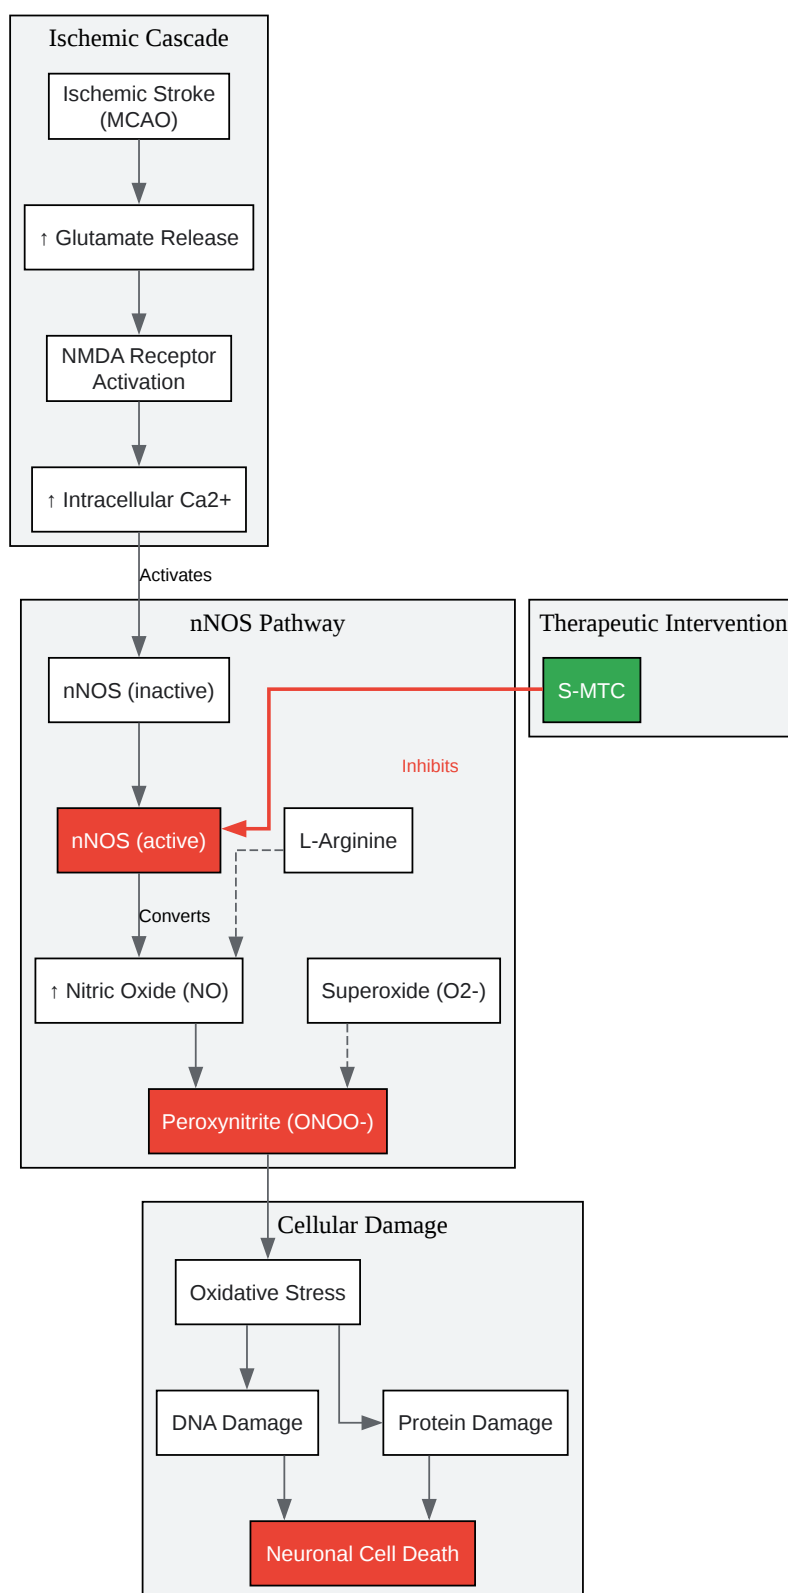 Ischemic Cascade
Ischemic Stroke
(MCAO)
↑ Glutamate Release
NMDA Receptor
Activation
↑ Intracellular Ca2+
Activates
nNOS Pathway
Therapeutic Intervention
nNOS (inactive)
S-MTC
Inhibits
nNOS (active)
L-Arginine
Converts
↑ Nitric Oxide (NO)
Superoxide (O2-)
Peroxynitrite (ONOO-)
Cellular Damage
Oxidative Stress
DNA Damage
Protein Damage
Neuronal Cell Death